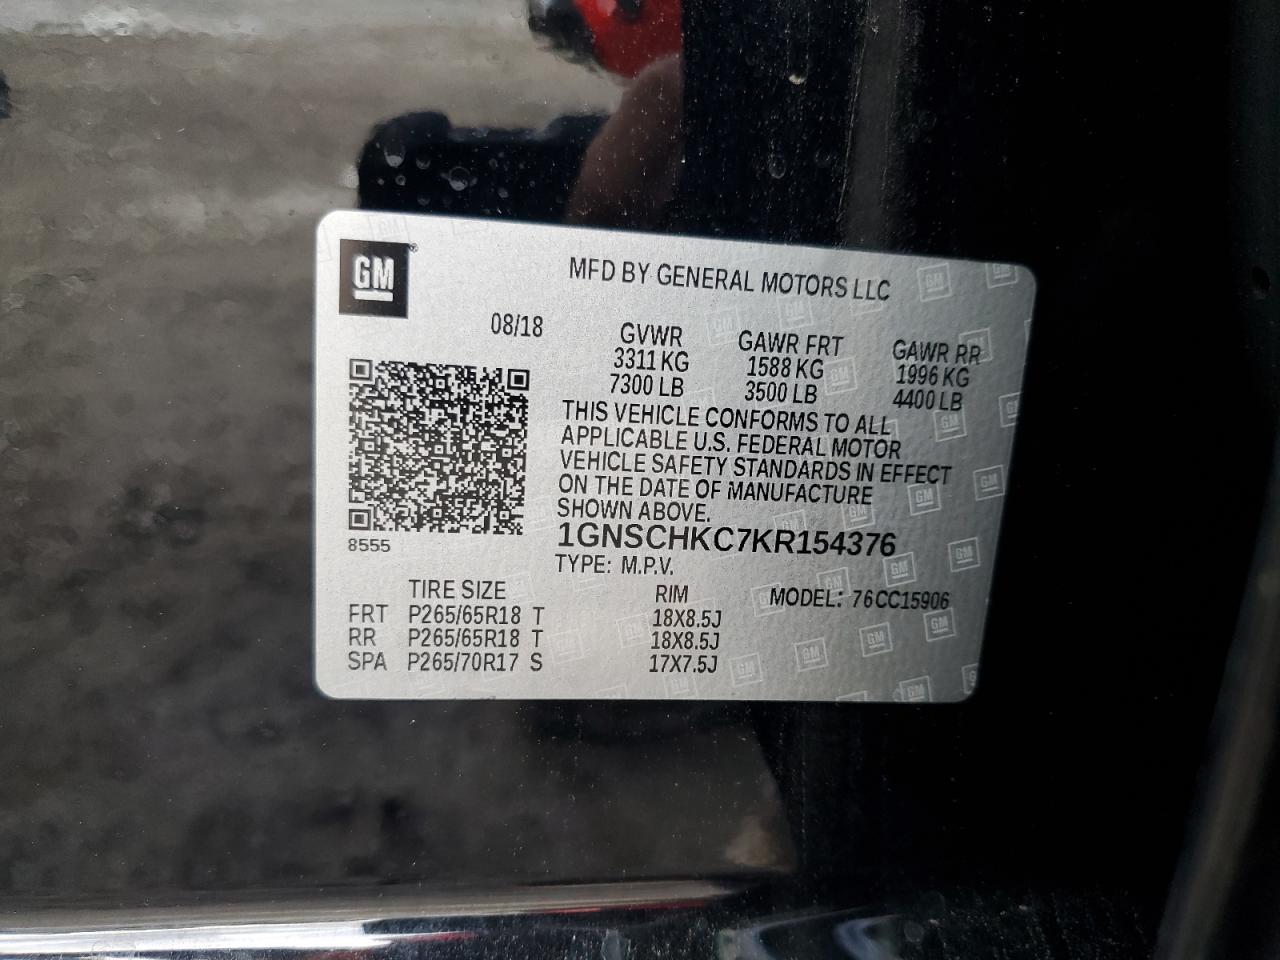 GM
MFD BY GENERAL MOTORS LLC
08/18
GVWR
3311 KG
7300 LB
GAWR FRT
1588 KG
3500 LB
GAWR RR
1996 KG
4400 LB
THIS VEHICLE CONFORMS TO ALL
APPLICABLE U.S. FEDERAL MOTOR
VEHICLE SAFETY STANDARDS IN EFFECT
ON THE DATE OF MANUFACTURE
SHOWN ABOVE.
8555
1GNSCHKC7KR154376
TYPE: M.P.V.
TIRE SIZE RIM MODEL: 76CC15906
FRT P265/65R18 T 18X8.5J
RR P265/65R18 T 18X8.5J
SPA P265/70R17 S 17X7.5J